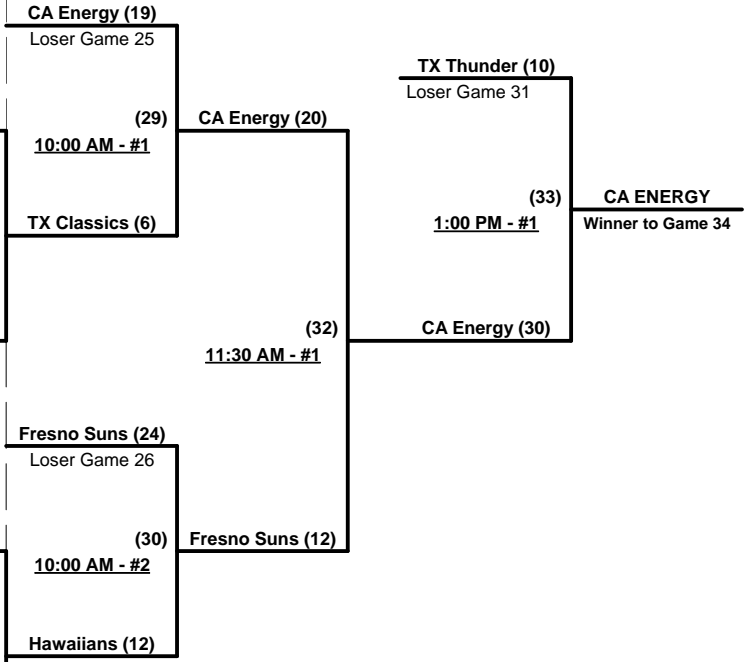 CA Energy (19)
Loser Game 25
TX Thunder (10)
Loser Game 31
(29)
10:00 AM - #1
CA Energy (20)
TX Classics (6)
(33)
1:00 PM - #1
CA ENERGY
Winner to Game 34
(32)
11:30 AM - #1
CA Energy (30)
Fresno Suns (24)
Loser Game 26
(30)
10:00 AM - #2
Fresno Suns (12)
Hawaiians (12)